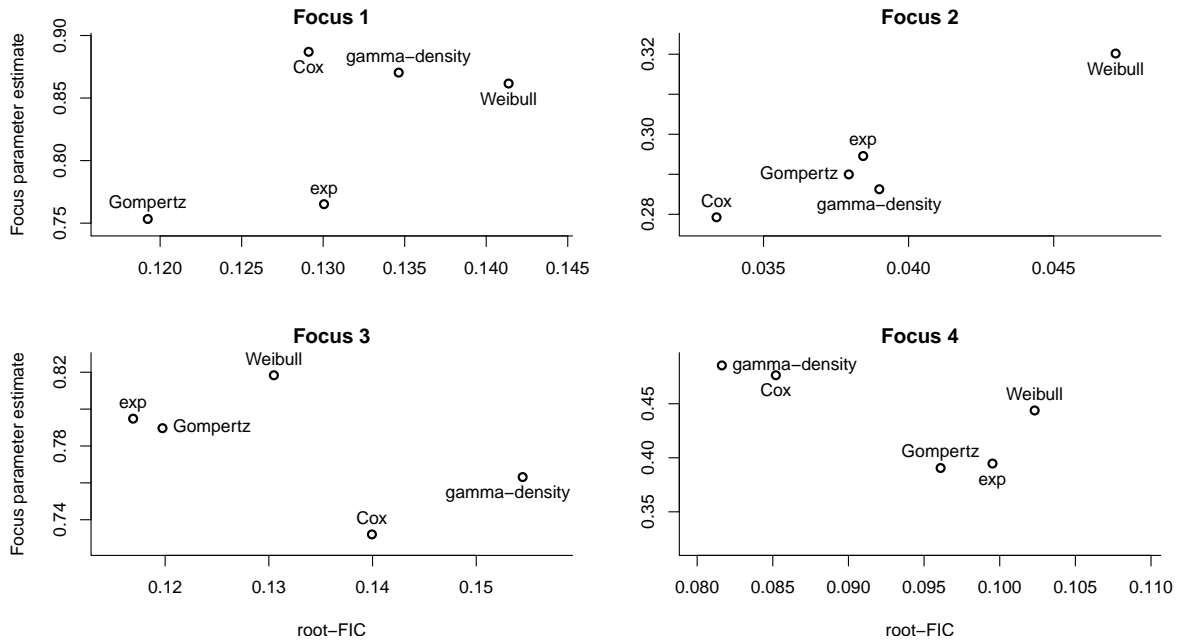 Focus 1
Focus parameter estimate
0.90
0.85
0.80
0.75
Cox
gamma−density
Weibull
Gompertz
exp
0.120 0.125 0.130 0.135 0.140 0.145
Focus 2
0.32
0.30
0.28
Weibull
exp
Gompertz
gamma−density
Cox
0.035 0.040 0.045
Focus 3
Focus parameter estimate
0.82
0.78
0.74
Weibull
exp
Gompertz
gamma−density
Cox
0.12 0.13 0.14 0.15
root−FIC
Focus 4
0.45
0.40
0.35
gamma−density
Cox
Weibull
Gompertz
exp
0.080 0.085 0.090 0.095 0.100 0.105 0.110
root−FIC